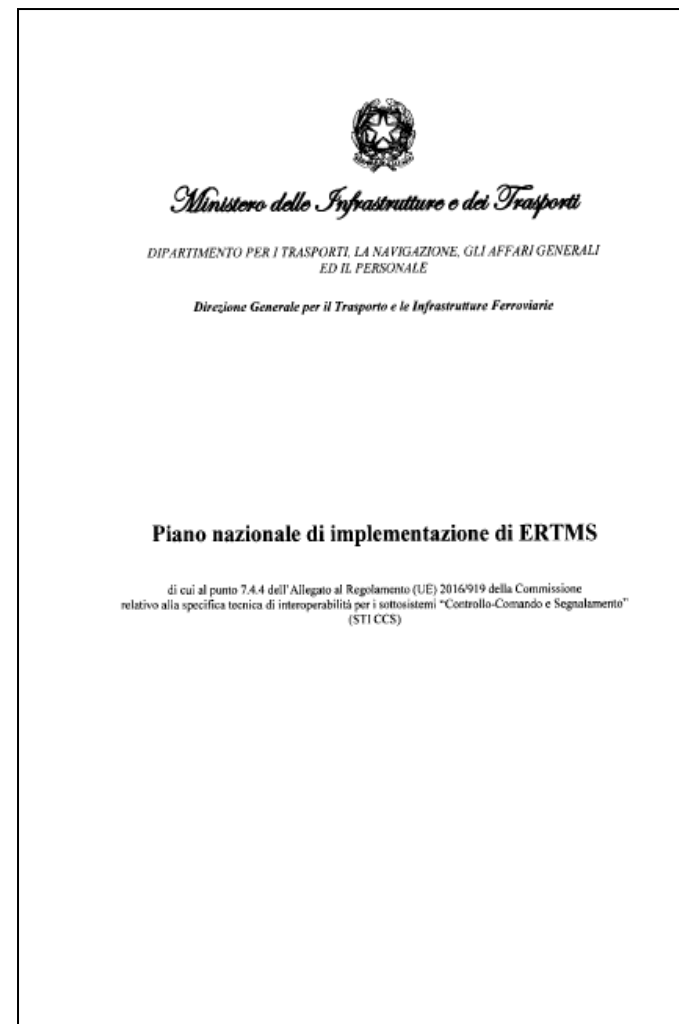 Ministero delle Infrastrutture e dei Trasporti
DIPARTIMENTO PER I TRASPORTI, LA NAVIGAZIONE, GLI AFFARI GENERALI
ED IL PERSONALE
Direzione Generale per il Trasporto e le Infrastrutture Ferroviarie
Piano nazionale di implementazione di ERTMS
di cui al punto 7.4.4 dell'Allegato al Regolamento (UE) 2016/919 della Commissione
relativo alla specifica tecnica di interoperabilità per i sottosistemi "Controllo-Comando e Segnalamento"
(STI CCS)